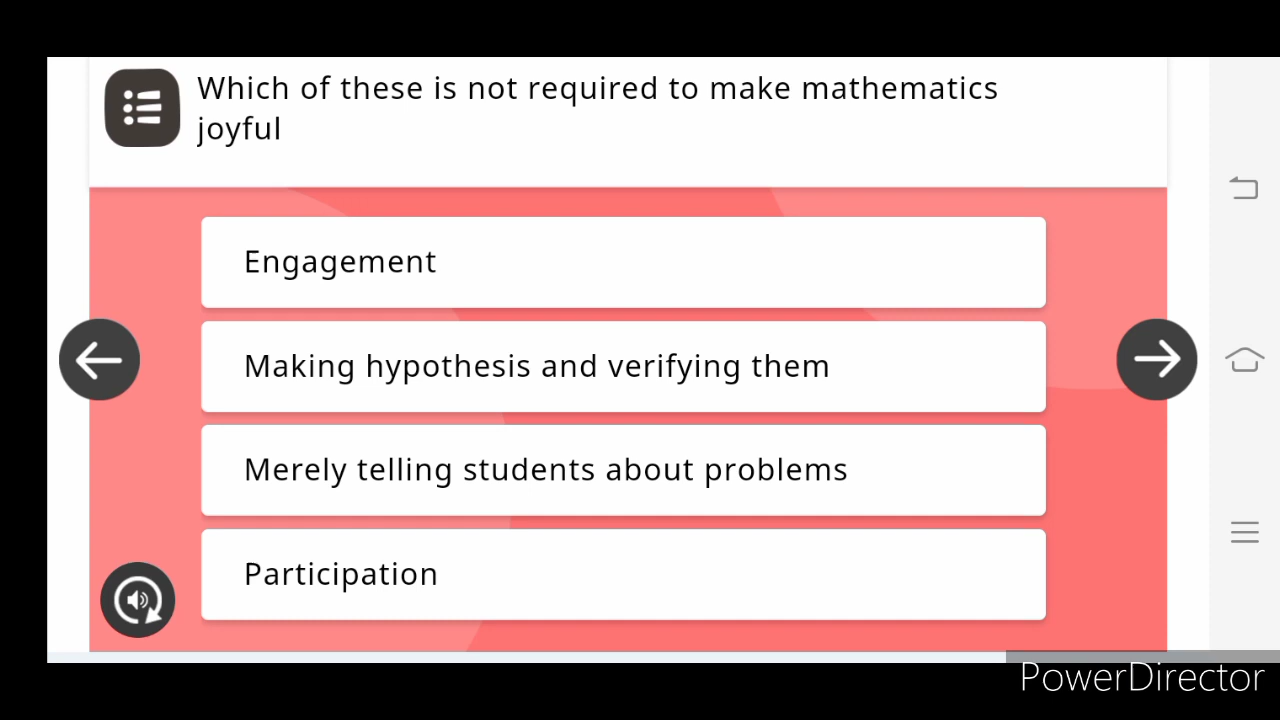 Which of these is not required to make mathematics
joyful
Engagement
Making hypothesis and verifying them
Merely telling students about problems
Participation
PowerDirector